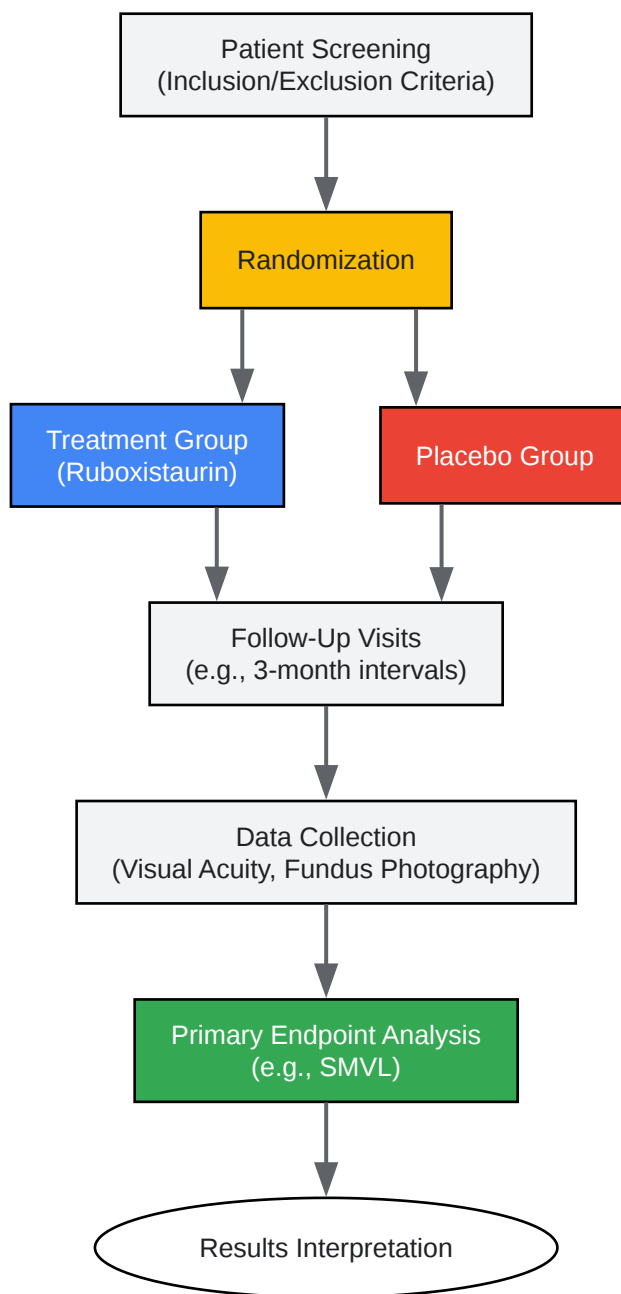 Patient Screening
(Inclusion/Exclusion Criteria)
Randomization
Treatment Group
(Ruboxistaurin)
Placebo Group
Follow-Up Visits
(e.g., 3-month intervals)
Data Collection
(Visual Acuity, Fundus Photography)
Primary Endpoint Analysis
(e.g., SMVL)
Results Interpretation